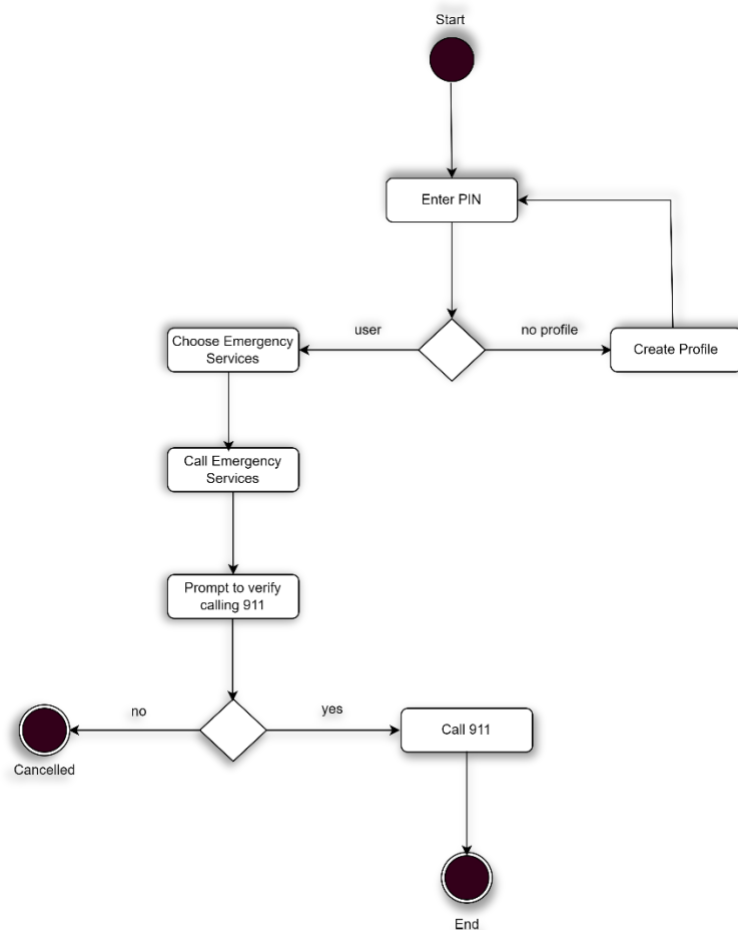 Start
Enter PIN
user
no profile
Choose Emergency
Services
Create Profile
Call Emergency
Services
Prompt to verify
calling 911
no
yes
Call 911
Cancelled
End